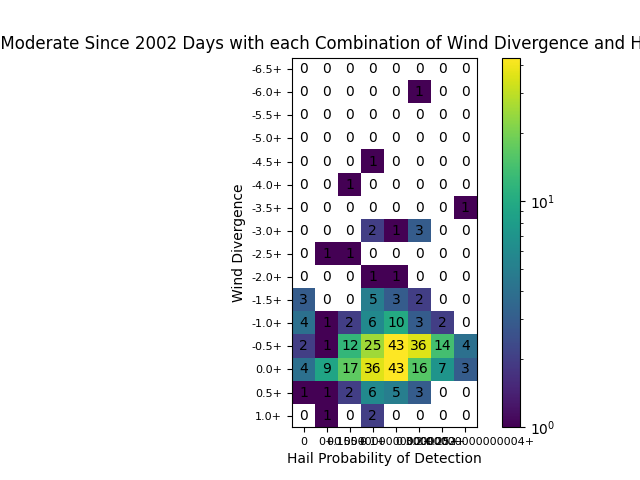 Moderate Since 2002 Days with each Combination of Wind Divergence and H
-6.5+ 0 0 0 0 0 0 0 0
-6.0+ 0 0 0 0 0 1 0 0
-5.5+ 0 0 0 0 0 0 0 0
-5.0+ 0 0 0 0 0 0 0 0
-4.5+ 0 0 0 1 0 0 0 0
-4.0+ 0 0 1 0 0 0 0 0
-3.5+ 0 0 0 0 0 0 0 1
-3.0+ 0 0 0 2 1 3 0 0
-2.5+ 0 1 1 0 0 0 0 0
-2.0+ 0 0 0 1 1 0 0 0
-1.5+ 3 0 0 5 3 2 0 0
-1.0+ 4 1 2 6 10 3 2 0
-0.5+ 2 1 12 25 43 36 14 4
0.0+ 4 9 17 36 43 16 7 3
0.5+ 1 1 2 6 5 3 0 0
1.0+ 0 1 0 2 0 0 0 0
0
Hail Probability of Detection
Wind Divergence
10¹
10⁰